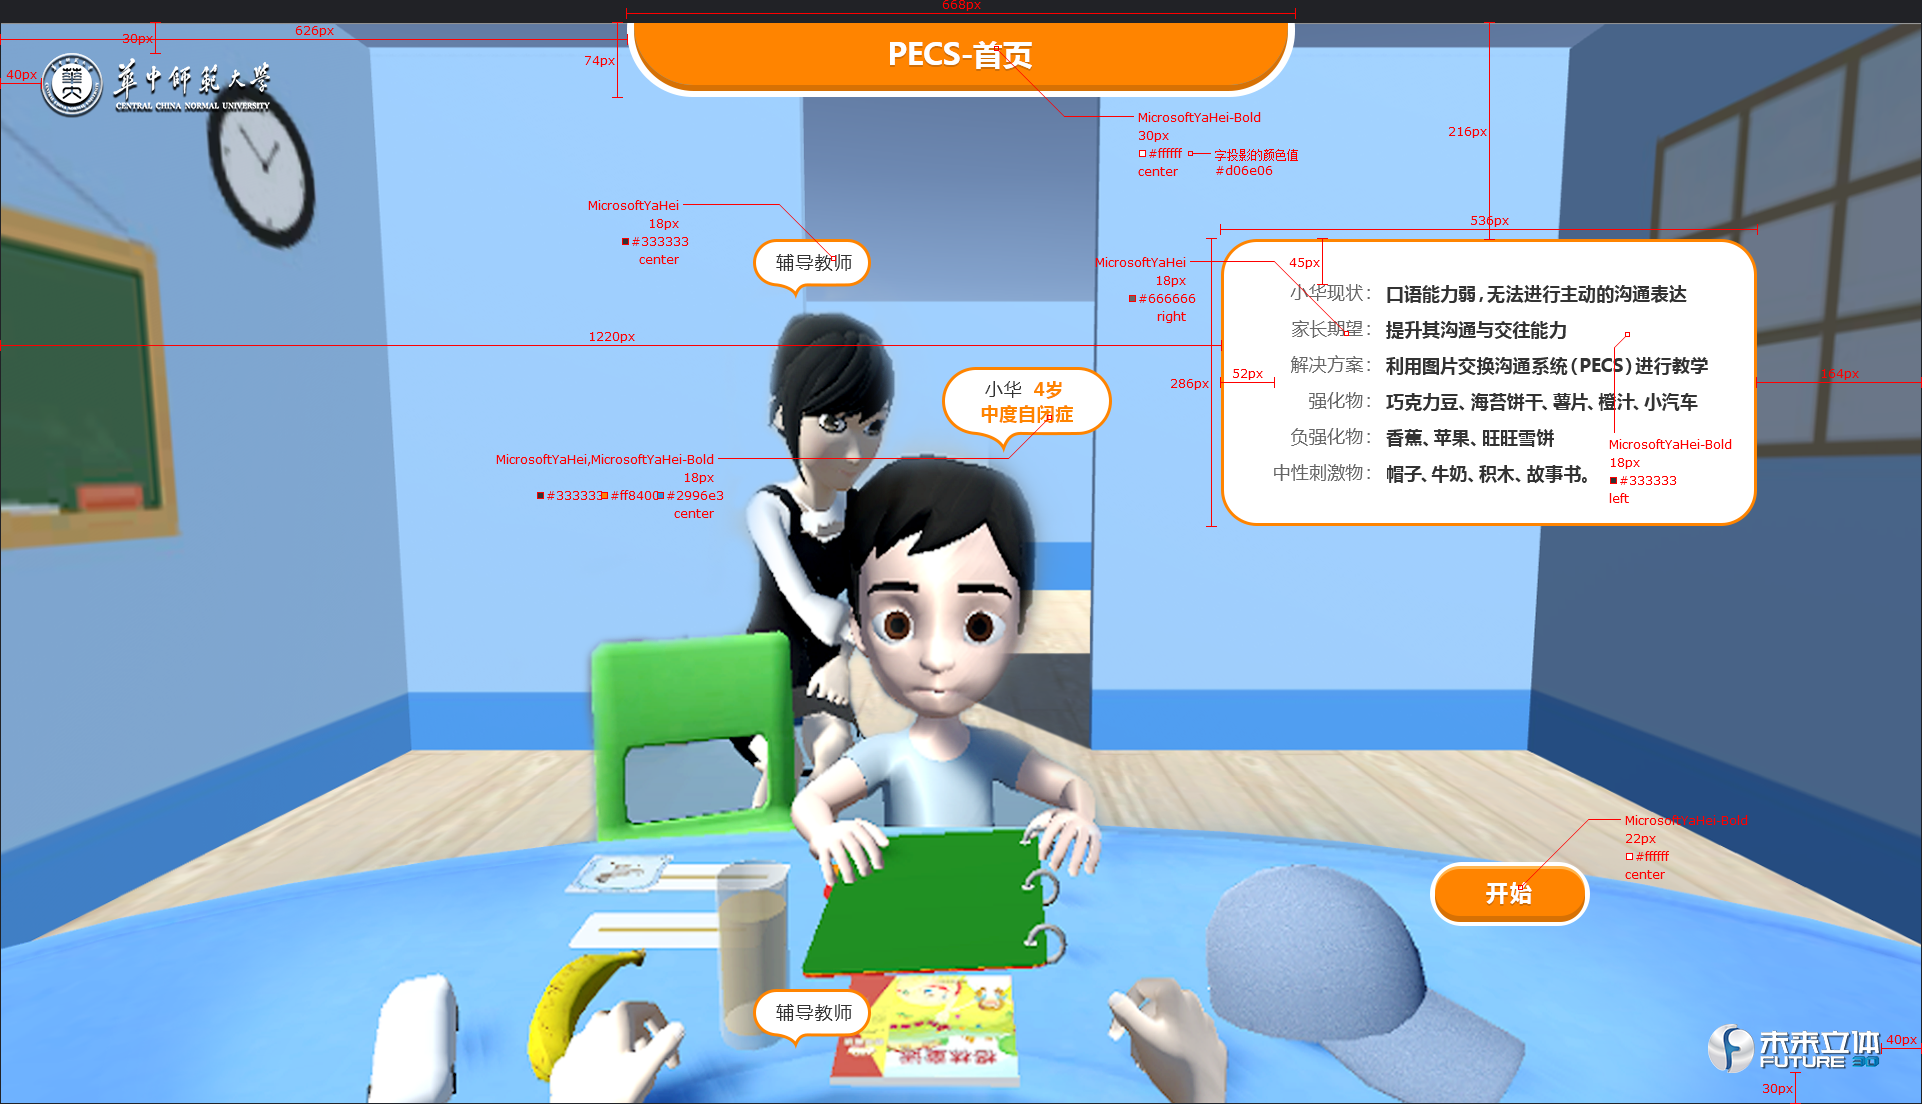 668px
626px
30px
40px
74px
華中師範大學
CENTRAL CHINA NORMAL UNIVERSITY
PECS-首页
MicrosoftYaHei-Bold
30px
#ffffff
字投影的颜色值
#d06e06
center
216px
MicrosoftYaHei
18px
#333333
center
辅导教师
536px
45px
MicrosoftYaHei
18px
#666666
right
小华现状：口语能力弱，无法进行主动的沟通表达
家长期望：提升其沟通与交往能力
解决方案：利用图片交换沟通系统（PECS）进行教学
强化物：巧克力豆、海苔饼干、薯片、橙汁、小汽车
负强化物：香蕉、苹果、旺旺雪饼
中性刺激物：帽子、牛奶、积木、故事书。
1220px
286px
52px
164px
小华 4岁
中度自闭症
MicrosoftYaHei,MicrosoftYaHei-Bold
18px
#333333 #ff8400 #2996e3
center
MicrosoftYaHei-Bold
18px
#333333
left
MicrosoftYaHei-Bold
22px
#ffffff
center
开始
辅导教师
未来立体
FUTURE 3D
40px
30px